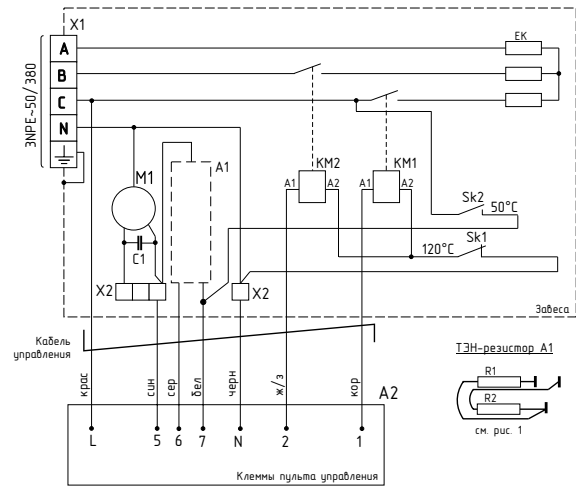 X1
A
B
C
N
3NPE~50/380
EK
M1
C1
A1
KM2
KM1
A1
A2
A1
A2
Sk2
50°C
Sk1
120°C
X2
X2
Завеса
Кабель
управления
крас
син
сер
бел
черн
ж/з
кор
A2
L
5
6
7
N
2
1
Клеммы пульта управления
ТЭН-резистор А1
R1
R2
см. рис. 1